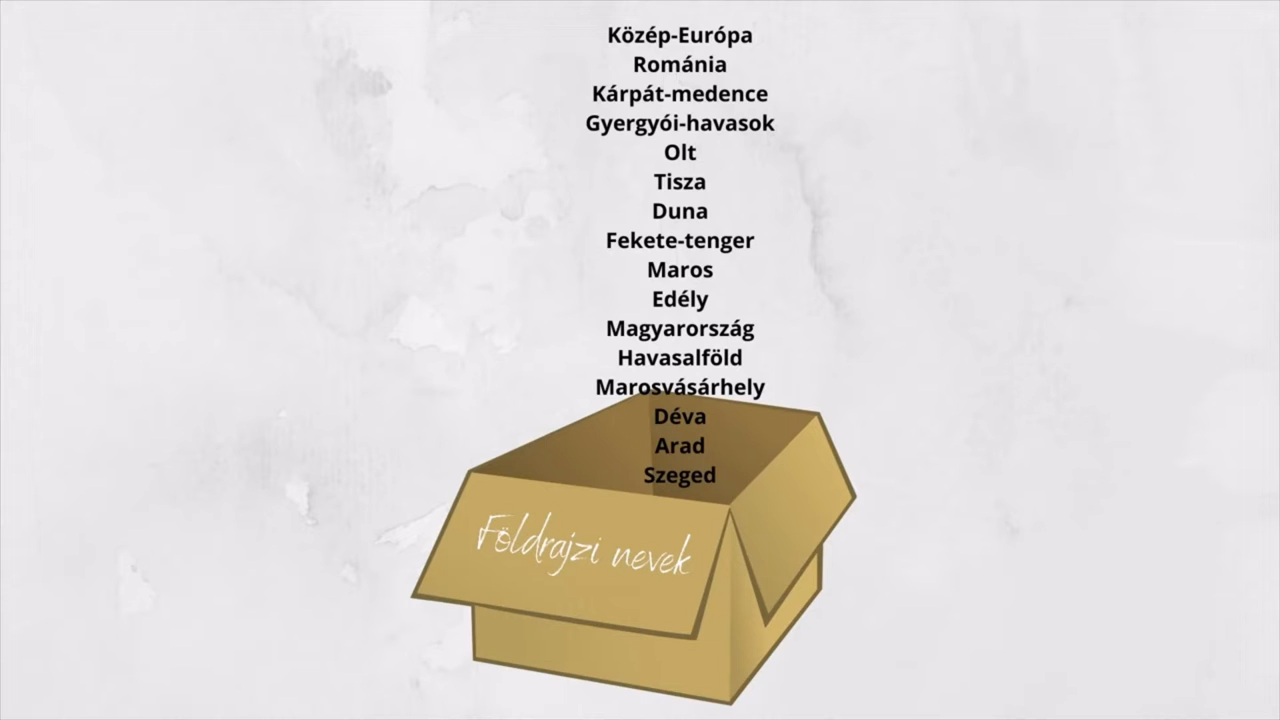 Közép-Európa
Románia
Kárpát-medence
Gyergyói-havasok
Olt
Tisza
Duna
Fekete-tenger
Maros
Edély
Magyarország
Havasalföld
Marosvásárhely
Déva
Arad
Szeged
Földrajzi nevek